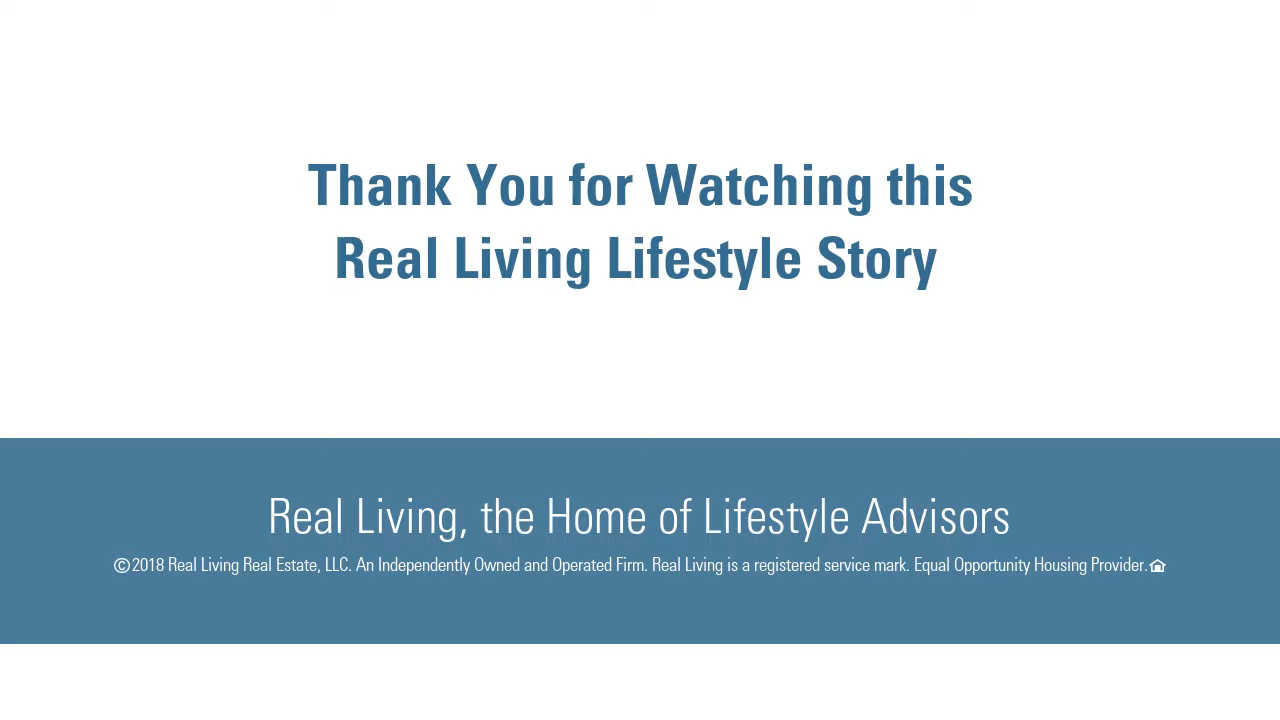 Thank You for Watching this
Real Living Lifestyle Story
Real Living, the Home of Lifestyle Advisors
©2018 Real Living Real Estate, LLC. An Independently Owned and Operated Firm. Real Living is a registered service mark. Equal Opportunity Housing Provider.